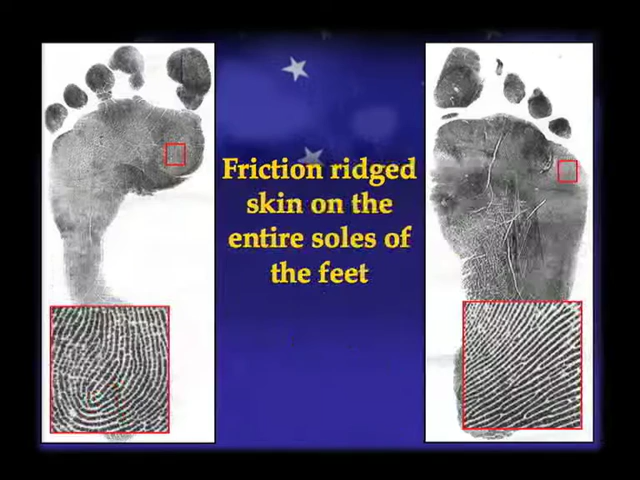 Friction ridged
skin on the
entire soles of
the feet